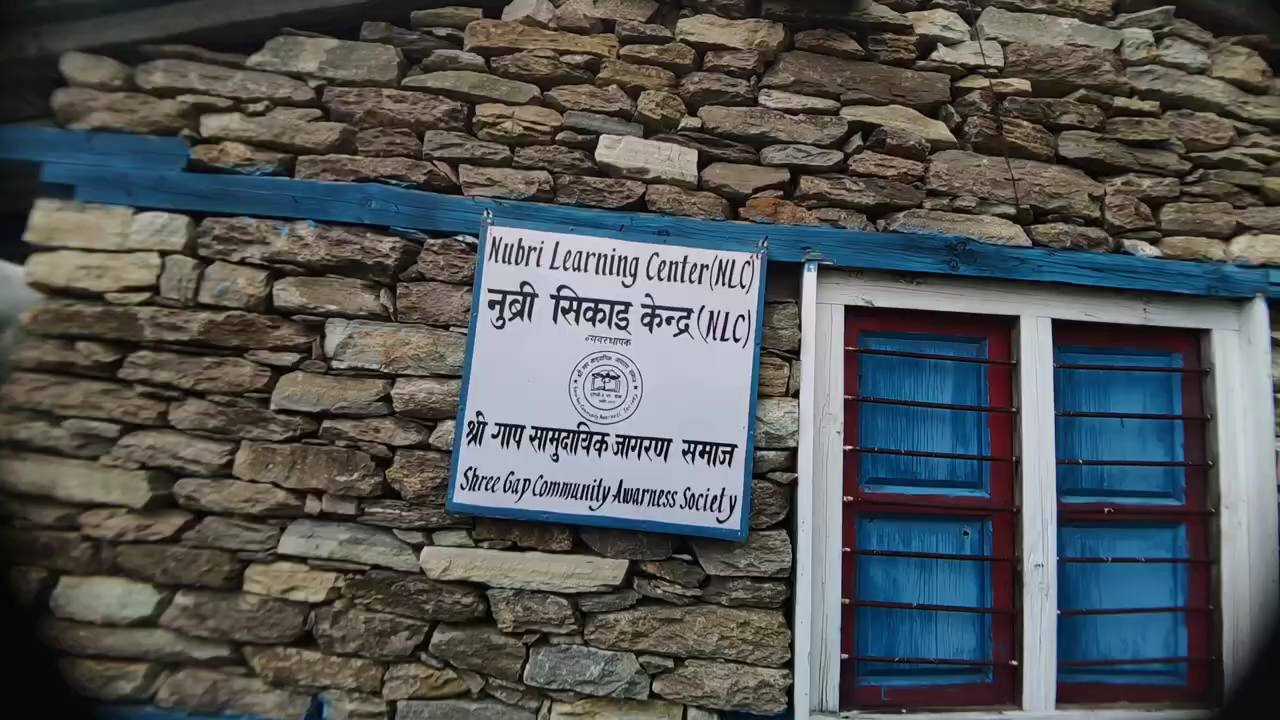 Nubri Learning Center(NLC)
नुब्री सिकाइ केन्द्र(NLC)
न्यवस्थापक
श्री गाप सामुदायिक जागरण समाज
Shree Gap Community Awarness Society